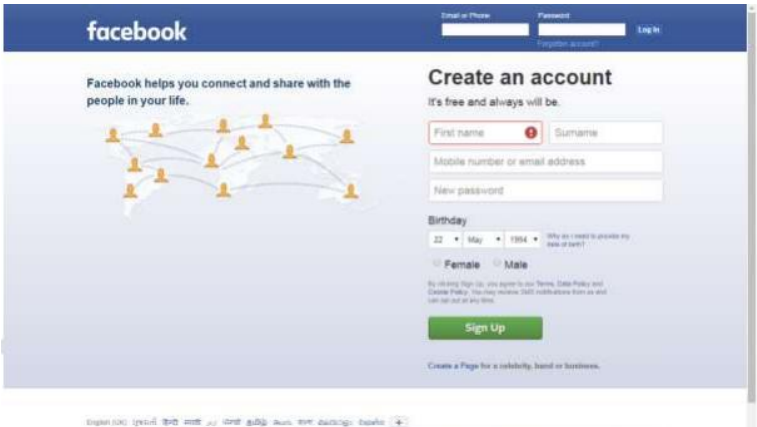 facebook
Email or Phone
Password
Log In
Forgotten account?
Facebook helps you connect and share with the
people in your life.
Create an account
It's free and always will be.
First name
Surname
Mobile number or email address
New password
Birthday
22 May 1994
Why do I need to provide my
date of birth?
Female Male
By clicking Sign Up, you agree to our Terms, Data Policy and
Cookie Policy. You may receive SMS notifications from us and
can opt out at any time.
Sign Up
Create a Page for a celebrity, band or business.
English (UK) ગુજરાતી हिन्दी मराठी தமிழ் বাংলা Español